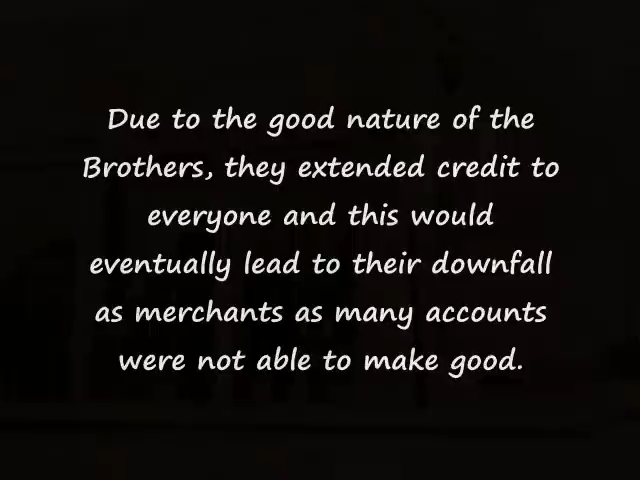 Due to the good nature of the
Brothers, they extended credit to
everyone and this would
eventually lead to their downfall
as merchants as many accounts
were not able to make good.